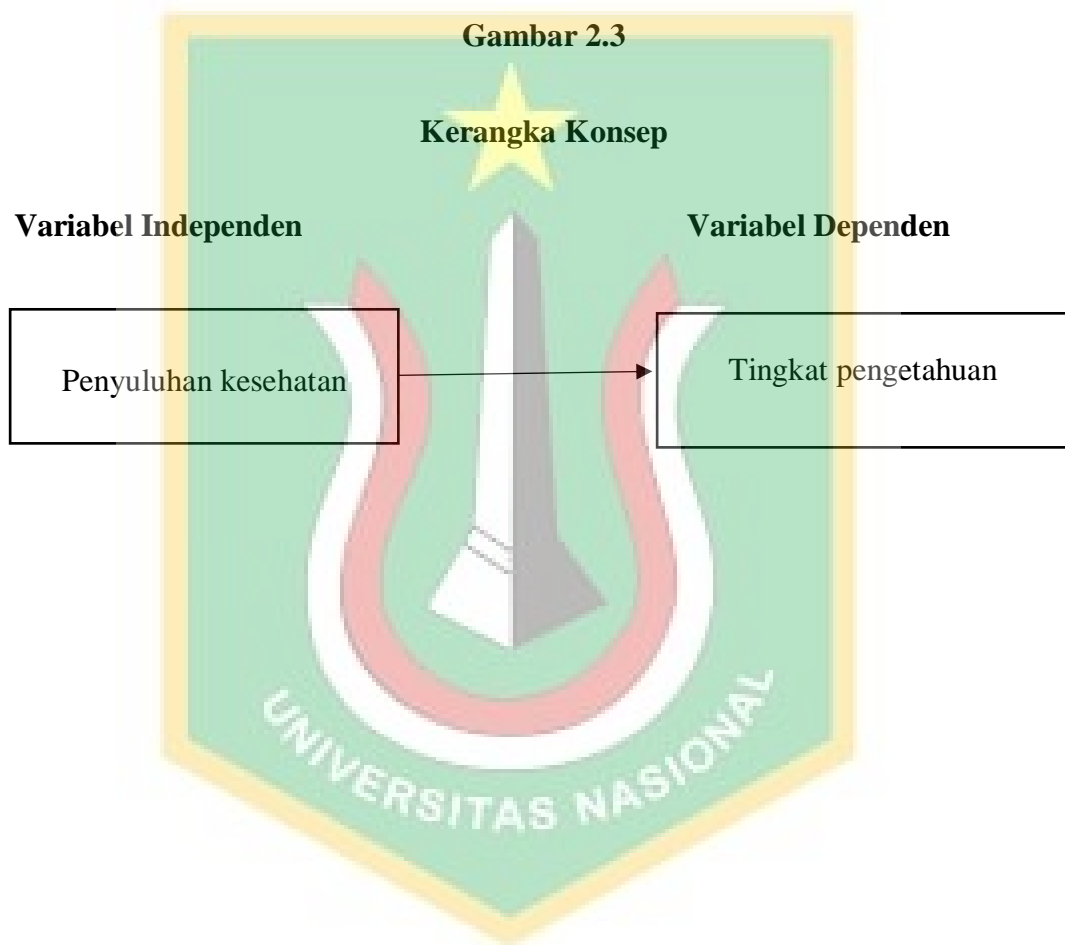 Gambar 2.3
Kerangka Konsep
Variabel Independen
Variabel Dependen
Penyuluhan kesehatan
Tingkat pengetahuan
UNIVERSITAS NASIONAL